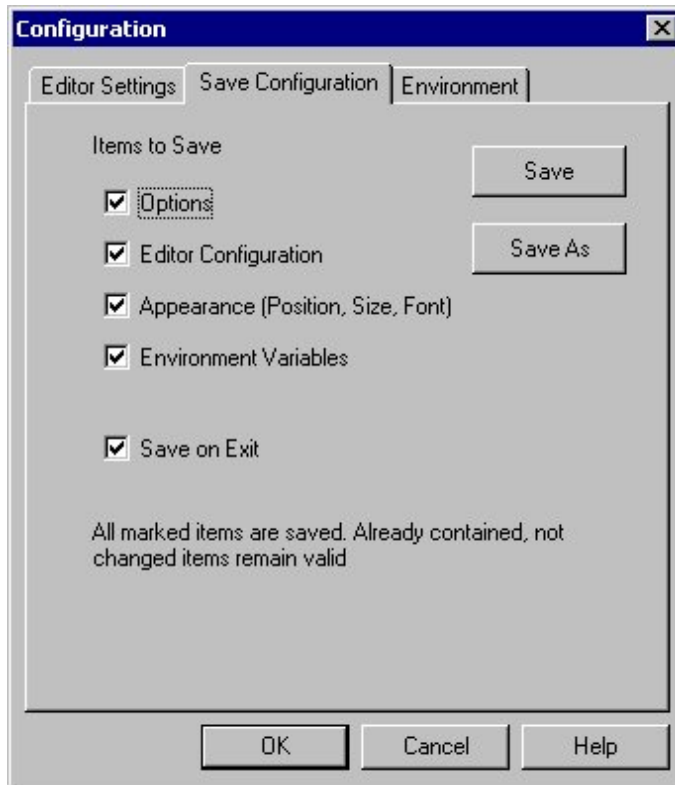 Configuration
Editor Settings
Save Configuration
Environment
Items to Save
Save
Options
Editor Configuration
Save As
Appearance (Position, Size, Font)
Environment Variables
Save on Exit
All marked items are saved. Already contained, not
changed items remain valid
OK
Cancel
Help